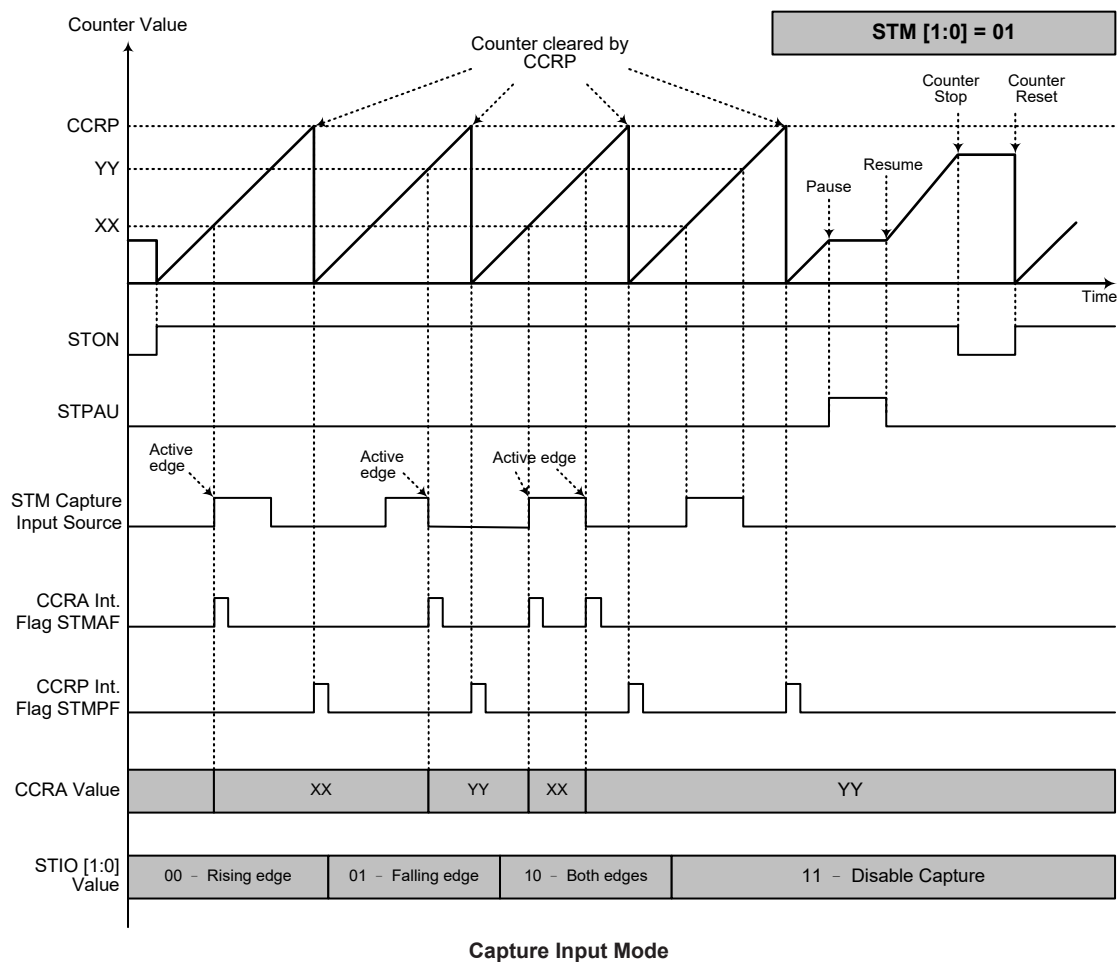 Counter Value
STM [1:0] = 01
Counter cleared by
CCRP
Counter
Stop
Counter
Reset
CCRP
YY
XX
Pause
Resume
Time
STON
STPAU
Active
edge
Active
edge
Active edge
STM Capture
Input Source
CCRA Int.
Flag STMAF
CCRP Int.
Flag STMPF
CCRA Value
XX
YY
XX
YY
STIO [1:0]
Value
00 – Rising edge
01 – Falling edge
10 – Both edges
11 – Disable Capture
Capture Input Mode